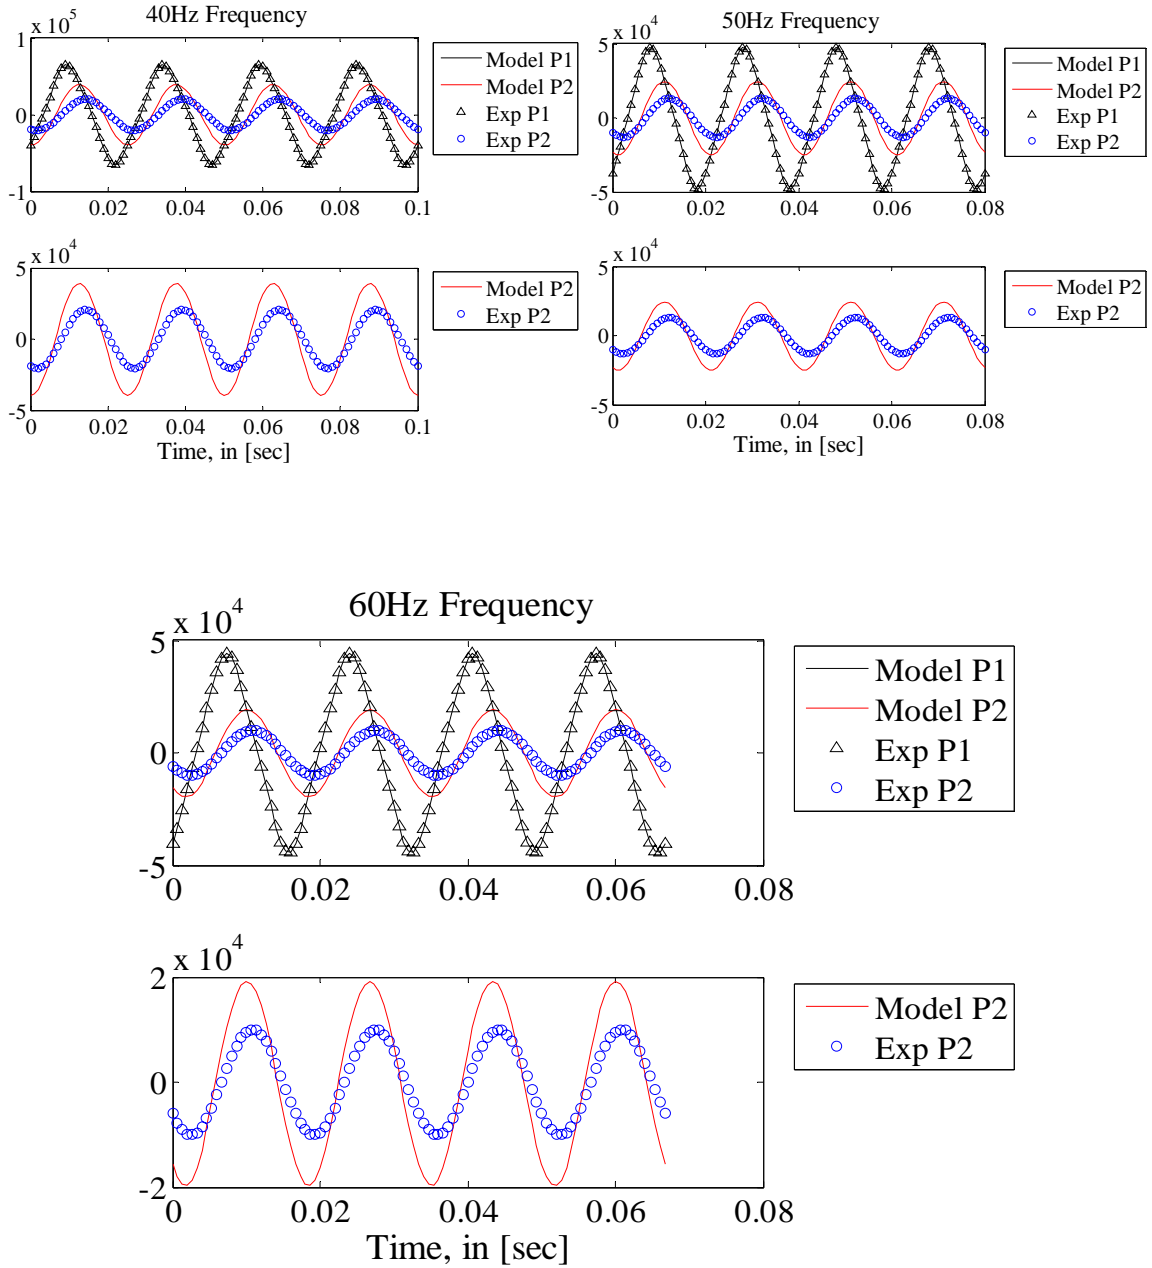 40Hz Frequency
x 10^5
1
0
-1
0 0.02 0.04 0.06 0.08 0.1
Model P1
Model P2
Exp P1
Exp P2
x 10^4
5
0
-5
0 0.02 0.04 0.06 0.08 0.1
Time, in [sec]
Model P2
Exp P2
50Hz Frequency
x 10^4
5
0
-5
0 0.02 0.04 0.06 0.08
Model P1
Model P2
Exp P1
Exp P2
x 10^4
5
0
-5
0 0.02 0.04 0.06 0.08
Time, in [sec]
Model P2
Exp P2
60Hz Frequency
x 10^4
5
0
-5
0 0.02 0.04 0.06 0.08
Model P1
Model P2
Exp P1
Exp P2
x 10^4
2
0
-2
0 0.02 0.04 0.06 0.08
Time, in [sec]
Model P2
Exp P2